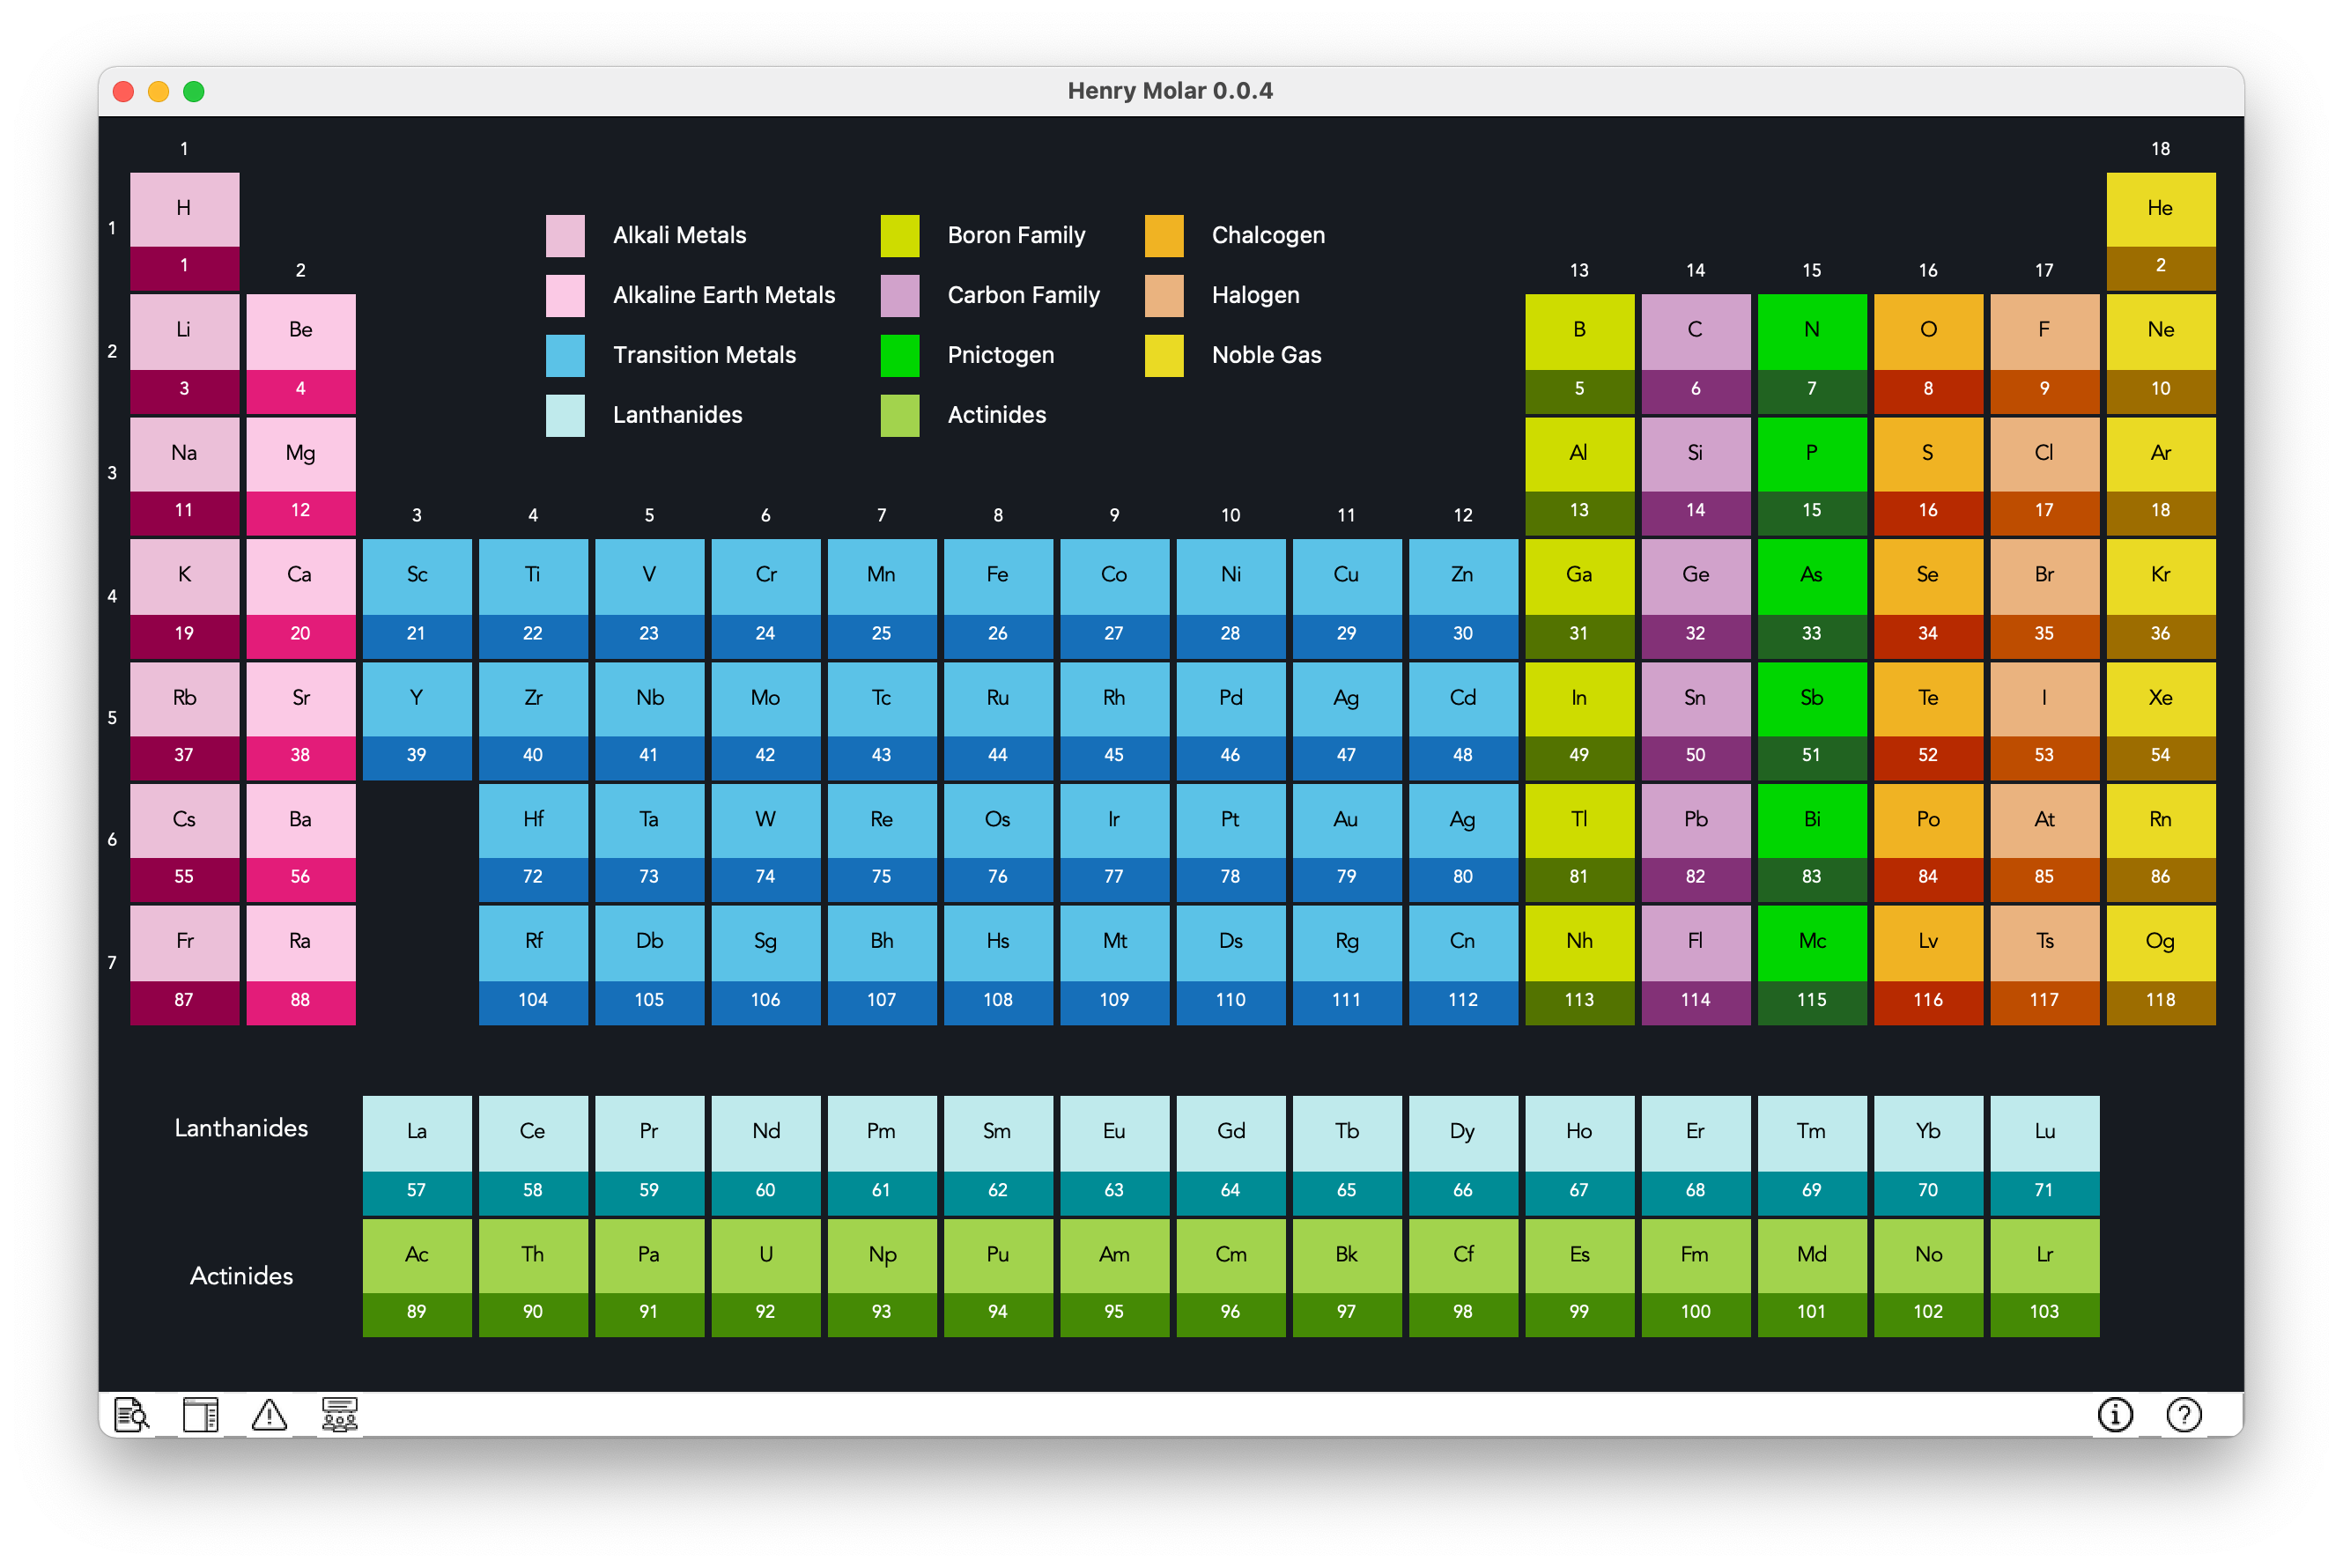 Henry Molar 0.0.4
1 18
H He
1
1 2
2 13 14 15 16 17
Alkali Metals Boron Family Chalcogen
Alkaline Earth Metals Carbon Family Halogen
Transition Metals Pnictogen Noble Gas
Lanthanides Actinides
Li Be B C N O F Ne
2
3 4 5 6 7 8 9 10
Na Mg Al Si P S Cl Ar
3
11 12 13 14 15 16 17 18
3 4 5 6 7 8 9 10 11 12
K Ca Sc Ti V Cr Mn Fe Co Ni Cu Zn Ga Ge As Se Br Kr
4
19 20 21 22 23 24 25 26 27 28 29 30 31 32 33 34 35 36
Rb Sr Y Zr Nb Mo Tc Ru Rh Pd Ag Cd In Sn Sb Te I Xe
5
37 38 39 40 41 42 43 44 45 46 47 48 49 50 51 52 53 54
Cs Ba Hf Ta W Re Os Ir Pt Au Ag Tl Pb Bi Po At Rn
6
55 56 72 73 74 75 76 77 78 79 80 81 82 83 84 85 86
Fr Ra Rf Db Sg Bh Hs Mt Ds Rg Cn Nh Fl Mc Lv Ts Og
7
87 88 104 105 106 107 108 109 110 111 112 113 114 115 116 117 118
Lanthanides La Ce Pr Nd Pm Sm Eu Gd Tb Dy Ho Er Tm Yb Lu
57 58 59 60 61 62 63 64 65 66 67 68 69 70 71
Actinides Ac Th Pa U Np Pu Am Cm Bk Cf Es Fm Md No Lr
89 90 91 92 93 94 95 96 97 98 99 100 101 102 103